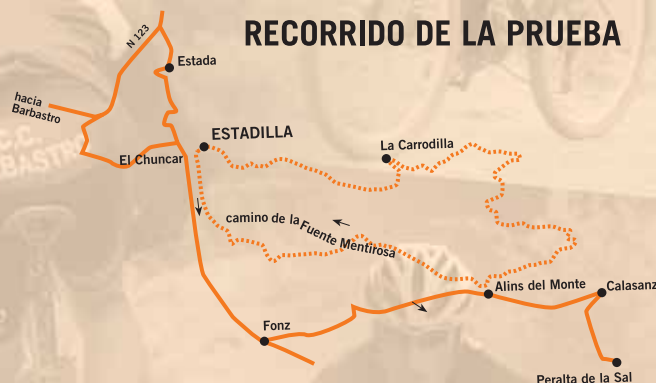 RECORRIDO DE LA PRUEBA
N 123
Estada
hacia
Barbastro
C.C.
BASTRO
ESTADILLA
La Carrodilla
El Chuncar
camino de la Fuente Mentirosa
Alins del Monte
Calasanz
Fonz
Peralta de la Sal